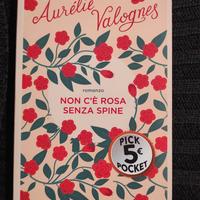 Aurélie
Valognes
romanzo
NON C'È ROSA
SENZA SPINE
PICK
5€
POCKET